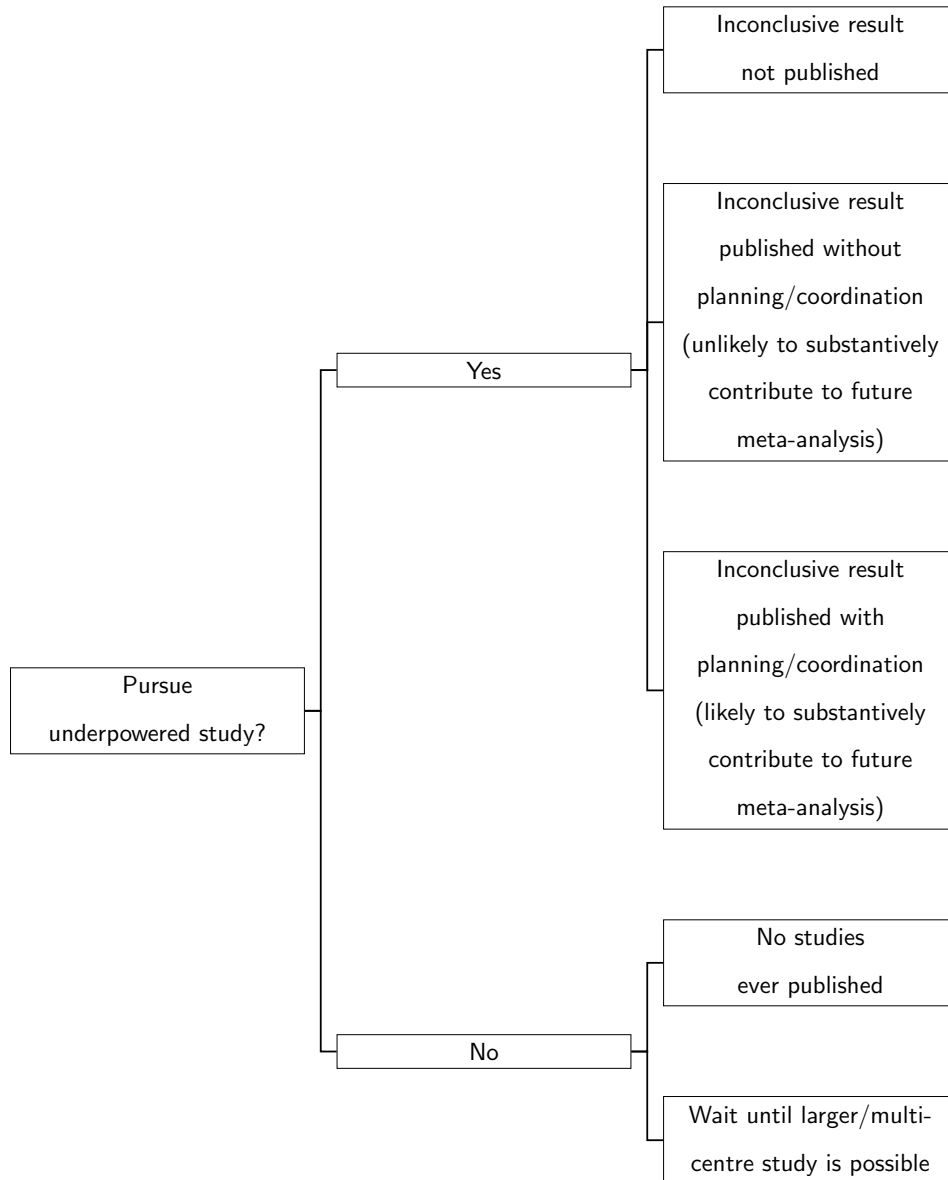 Inconclusive result
not published
Inconclusive result
published without
planning/coordination
(unlikely to substantively
contribute to future
meta-analysis)
Yes
Inconclusive result
published with
planning/coordination
(likely to substantively
contribute to future
meta-analysis)
Pursue
underpowered study?
No studies
ever published
No
Wait until larger/multi-
centre study is possible